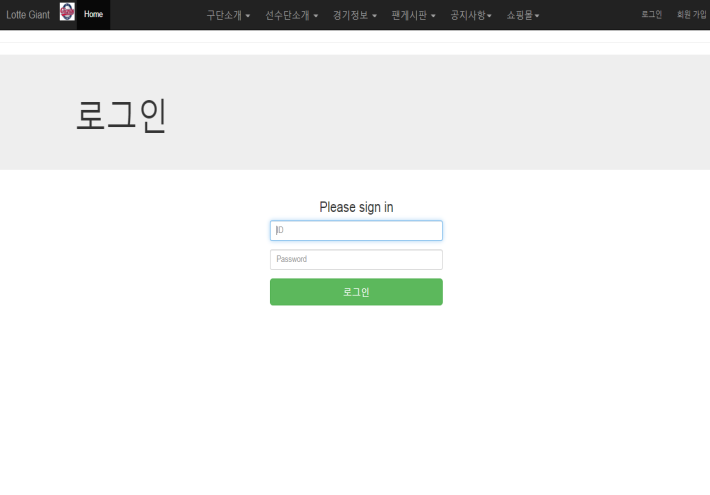 Lotte Giant Home 구단소개 선수단소개 경기정보 팬게시판 공지사항 쇼핑몰 로그인 회원 가입
로그인
Please sign in
ID
Password
로그인